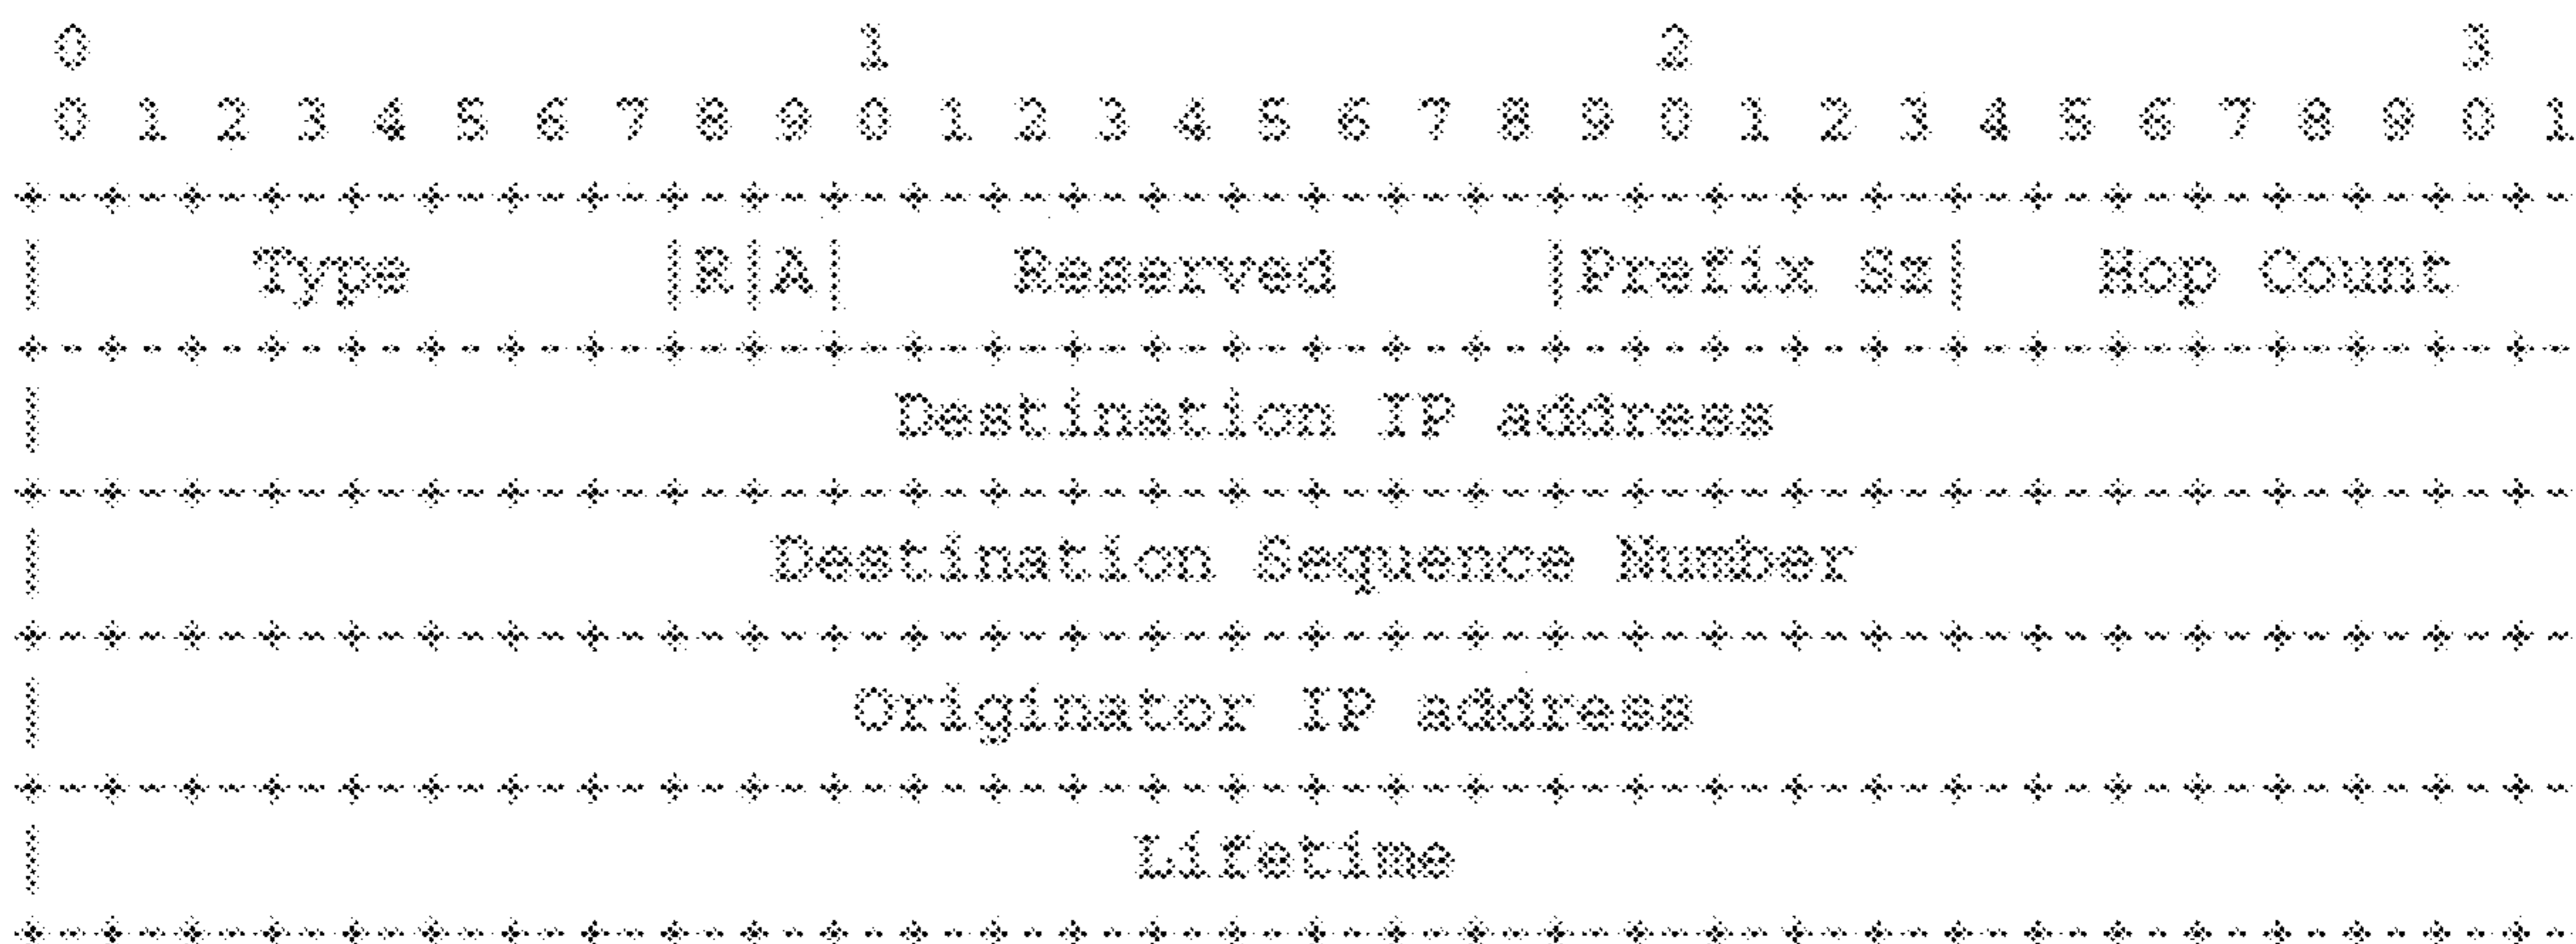 0 1 2 3
0 1 2 3 4 5 6 7 8 9 0 1 2 3 4 5 6 7 8 9 0 1 2 3 4 5 6 7 8 9 0 1
+-+-+-+-+-+-+-+-+-+-+-+-+-+-+-+-+-+-+-+-+-+-+-+-+-+-+-+-+-+-+-+-
| Type |R|A| Reserved |Prefix Sz| Hop Count
+-+-+-+-+-+-+-+-+-+-+-+-+-+-+-+-+-+-+-+-+-+-+-+-+-+-+-+-+-+-+-+-
| Destination IP address
+-+-+-+-+-+-+-+-+-+-+-+-+-+-+-+-+-+-+-+-+-+-+-+-+-+-+-+-+-+-+-+-
| Destination Sequence Number
+-+-+-+-+-+-+-+-+-+-+-+-+-+-+-+-+-+-+-+-+-+-+-+-+-+-+-+-+-+-+-+-
| Originator IP address
+-+-+-+-+-+-+-+-+-+-+-+-+-+-+-+-+-+-+-+-+-+-+-+-+-+-+-+-+-+-+-+-
| Lifetime
+-+-+-+-+-+-+-+-+-+-+-+-+-+-+-+-+-+-+-+-+-+-+-+-+-+-+-+-+-+-+-+-